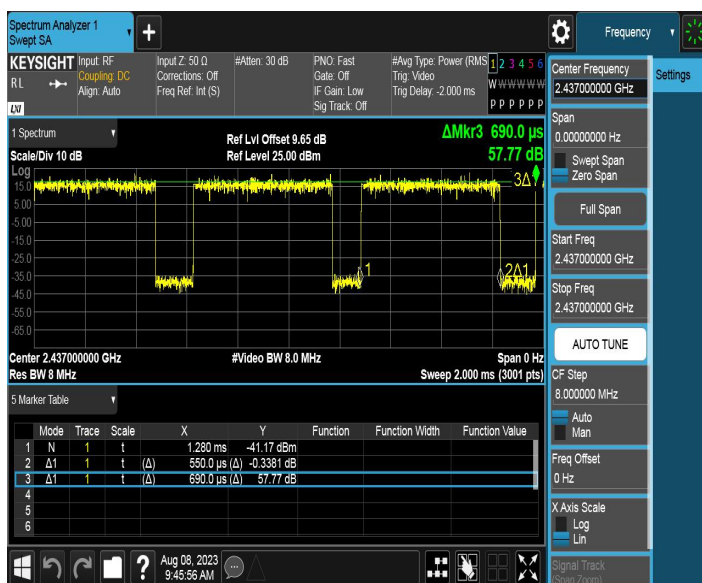 Spectrum Analyzer 1
Swept SA
+
Frequency
KEYSIGHT
RL
LXI
Input: RF
Coupling: DC
Align: Auto
Input Z: 50 Ω
Corrections: Off
Freq Ref: Int (S)
#Atten: 30 dB
PNO: Fast
Gate: Off
IF Gain: Low
Sig Track: Off
#Avg Type: Power (RMS
Trig: Video
Trig Delay: -2.000 ms
1 2 3 4 5 6
W W W W W W
P P P P P P
1 Spectrum
Scale/Div 10 dB
Ref Lvl Offset 9.65 dB
Ref Level 25.00 dBm
ΔMkr3 690.0 µs
57.77 dB
Log
15.0
5.00
-5.00
-15.0
-25.0
-35.0
-45.0
-55.0
-65.0
3Δ
1
2Δ1
Center 2.437000000 GHz
#Video BW 8.0 MHz
Span 0 Hz
Res BW 8 MHz
Sweep 2.000 ms (3001 pts)
5 Marker Table
Mode Trace Scale X Y Function Function Width Function Value
1 N 1 t 1.280 ms -41.17 dBm
2 Δ1 1 t (Δ) 550.0 µs (Δ) -0.3381 dB
3 Δ1 1 t (Δ) 690.0 µs (Δ) 57.77 dB
4
5
6
?
Aug 08, 2023
9:45:56 AM
Center Frequency
2.437000000 GHz
Span
0.00000000 Hz
Swept Span
Zero Span
Full Span
Start Freq
2.437000000 GHz
Stop Freq
2.437000000 GHz
AUTO TUNE
CF Step
8.000000 MHz
Auto
Man
Freq Offset
0 Hz
X Axis Scale
Log
Lin
Signal Track
(Span Zoom)
Settings